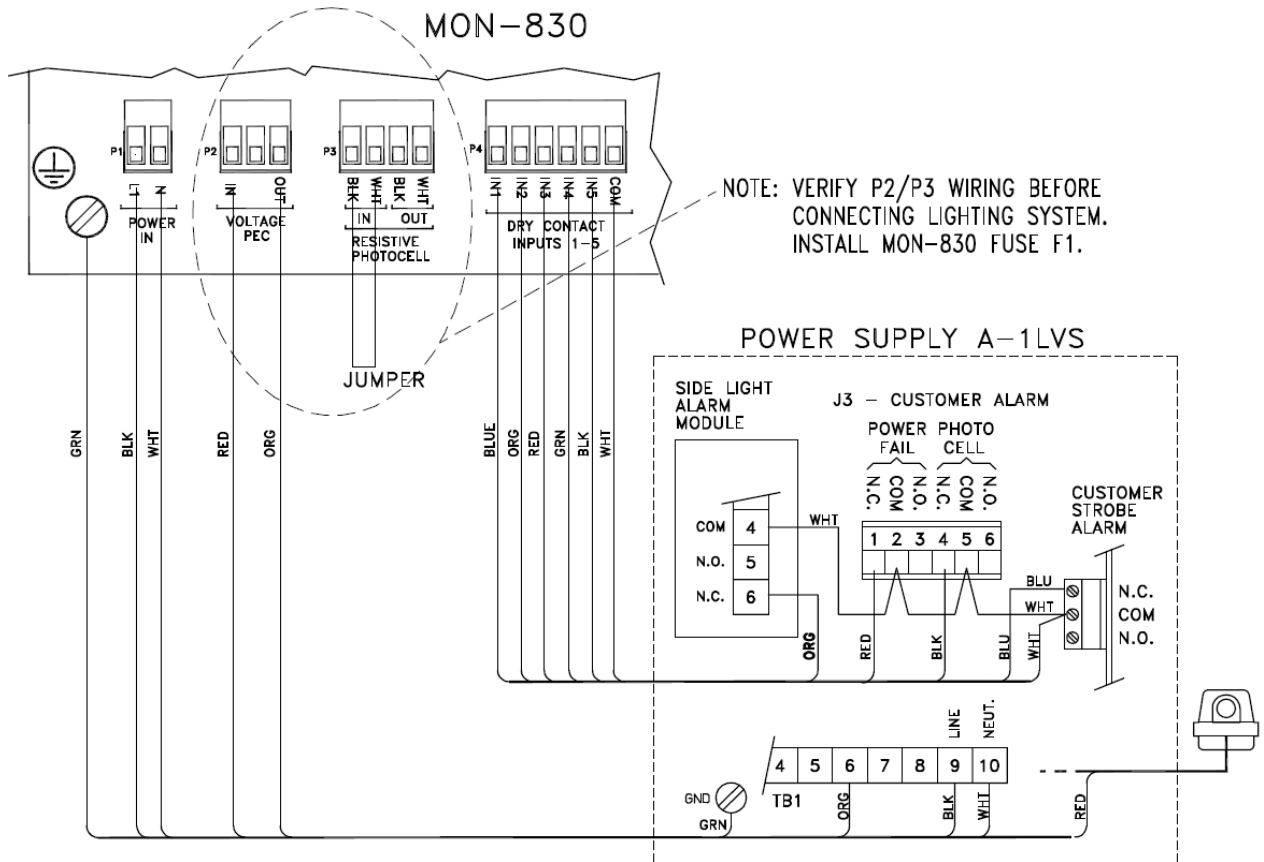 MON-830
P1
P2
P3
P4
L1
N
POWER
IN
IN
OUT
VOLTAGE
PEC
BLK
WHT
BLK
WHT
IN
OUT
RESISTIVE
PHOTOCELL
IN1
IN2
IN3
IN4
IN5
COM
DRY CONTACT
INPUTS 1-5
NOTE: VERIFY P2/P3 WIRING BEFORE
CONNECTING LIGHTING SYSTEM.
INSTALL MON-830 FUSE F1.
JUMPER
GRN
BLK
WHT
RED
ORG
BLUE
ORG
RED
GRN
BLK
WHT
POWER SUPPLY A-1LVS
SIDE LIGHT
ALARM
MODULE
COM 4
N.O. 5
N.C. 6
WHT
ORG
J3 - CUSTOMER ALARM
POWER
FAIL
PHOTO
CELL
N.C.
COM
N.O.
N.C.
COM
N.O.
1 2 3 4 5 6
RED
BLK
BLU
WHT
CUSTOMER
STROBE
ALARM
BLU
WHT
N.C.
COM
N.O.
LINE
NEUT.
4 5 6 7 8 9 10
TB1
GND
GRN
ORG
BLK
WHT
RED